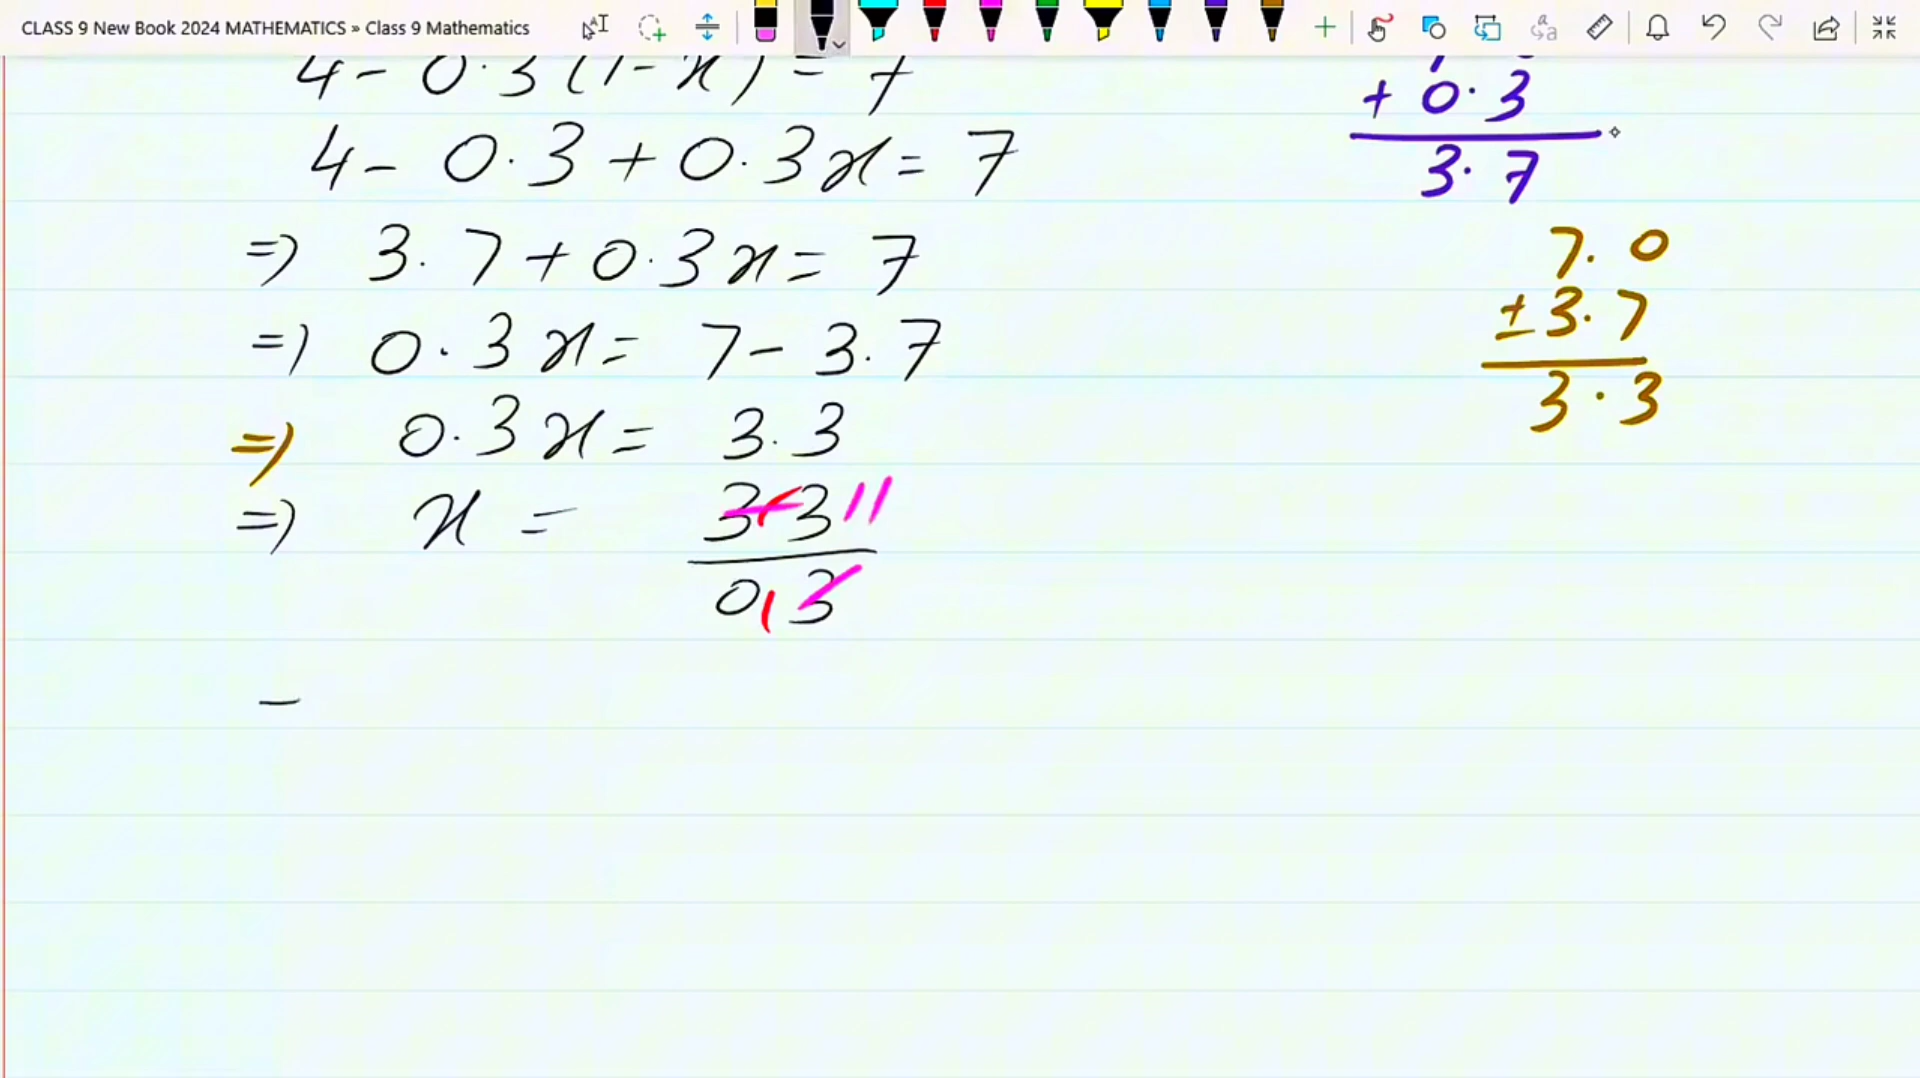 CLASS 9 New Book 2024 MATHEMATICS » Class 9 Mathematics
4 - 0.3 (1 - x) = 7
4 - 0.3 + 0.3x = 7
=) 3.7 + 0.3x = 7
=) 0.3x = 7 - 3.7
=) 0.3x = 3.3
=) x = 3.3 11
0.3
-
+ 0.3
3.7
7.0
± 3.7
3.3